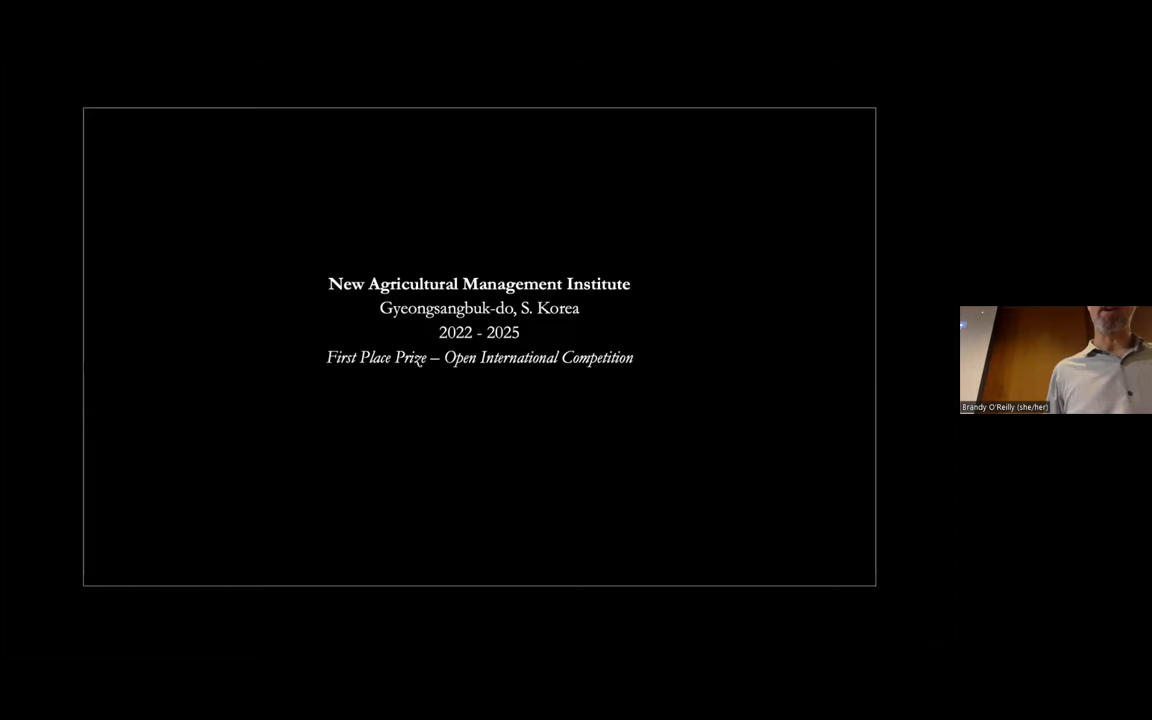 New Agricultural Management Institute
Gyeongsangbuk-do, S. Korea
2022 - 2025
First Place Prize – Open International Competition
Brandy O'Reilly (she/her)